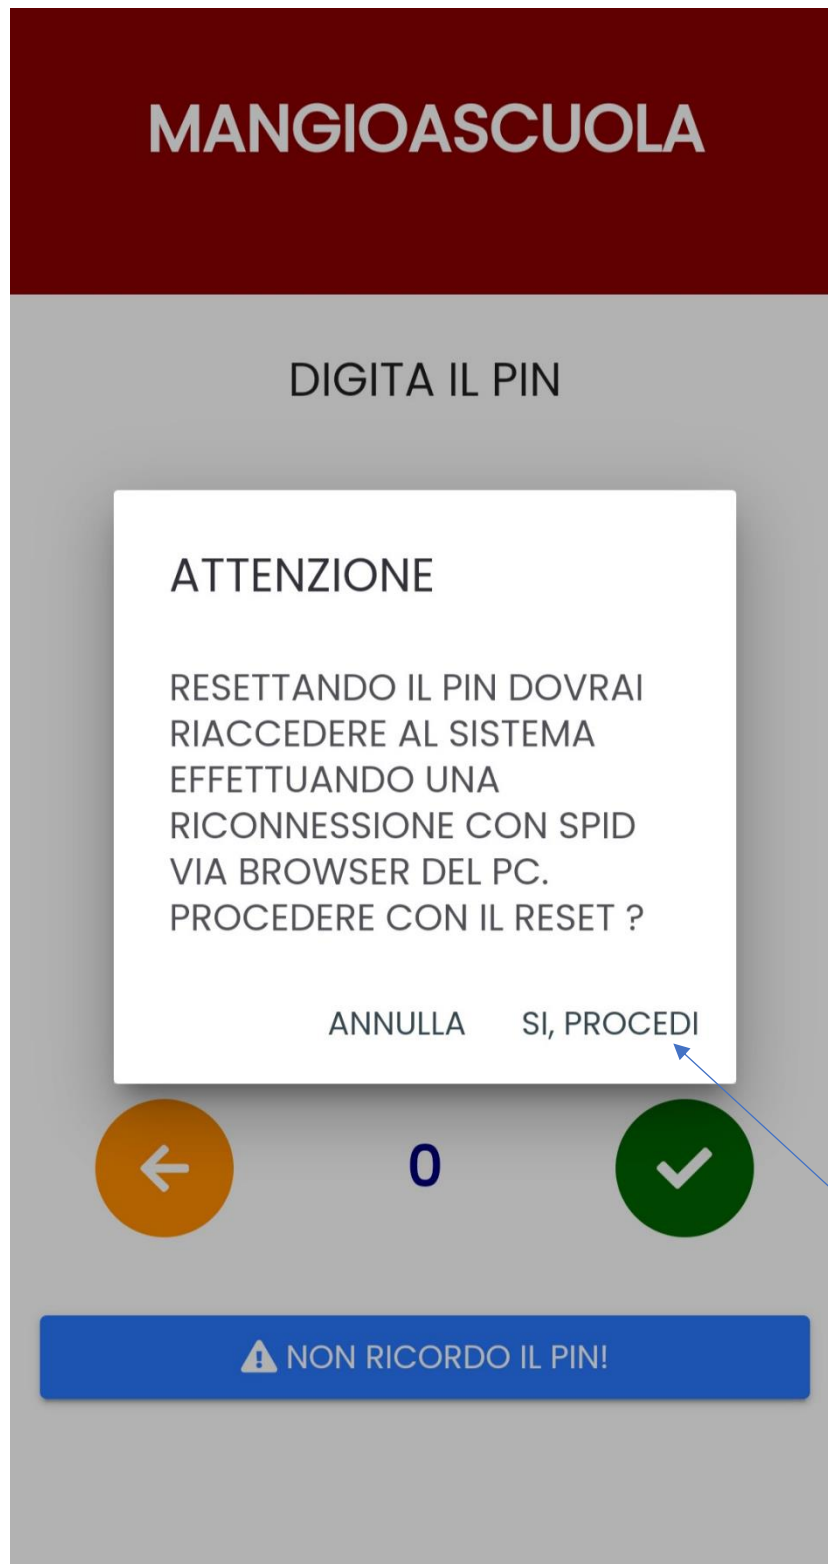 MANGIOASCUOLA
DIGITA IL PIN
ATTENZIONE
RESETTANDO IL PIN DOVRAI
RIACCEDERE AL SISTEMA
EFFETTUANDO UNA
RICONNESSIONE CON SPID
VIA BROWSER DEL PC.
PROCEDERE CON IL RESET ?
ANNULLA SI, PROCEDI
0
NON RICORDO IL PIN!